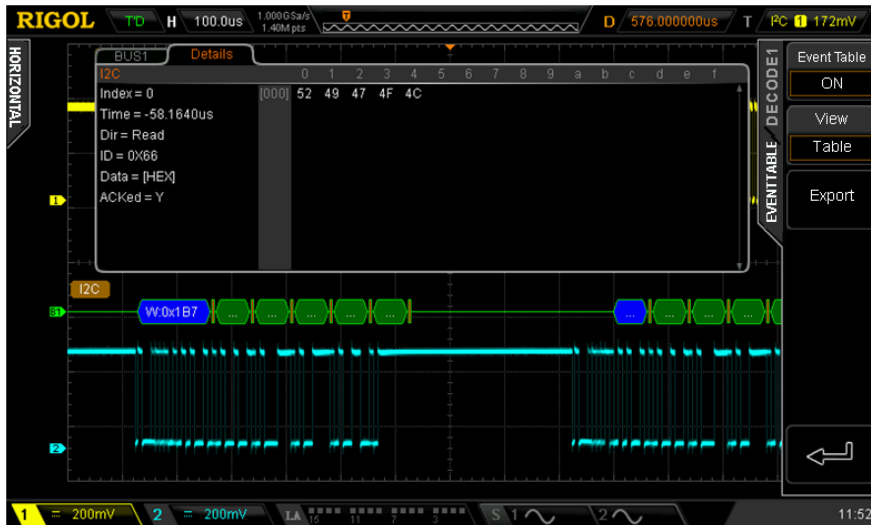 RIGOL T'D H 100.0us 1.000GSa/s 1.40M pts D 576.000000us T I²C 1 172mV
HORIZONTAL
BUS1 Details
I2C 0 1 2 3 4 5 6 7 8 9 a b c d e f
Index = 0 [000] 52 49 47 4F 4C
Time = -58.1640us
Dir = Read
ID = 0X66
Data = [HEX]
ACKed = Y
DECODE1
EVENTTABLE
Event Table
ON
View
Table
Export
1
I2C
B1 W:0x1B7 ... ... ... ... ... ... ... ... ...
2
1 = 200mV 2 = 200mV LA 15 11 7 3 S 1 2 11:52